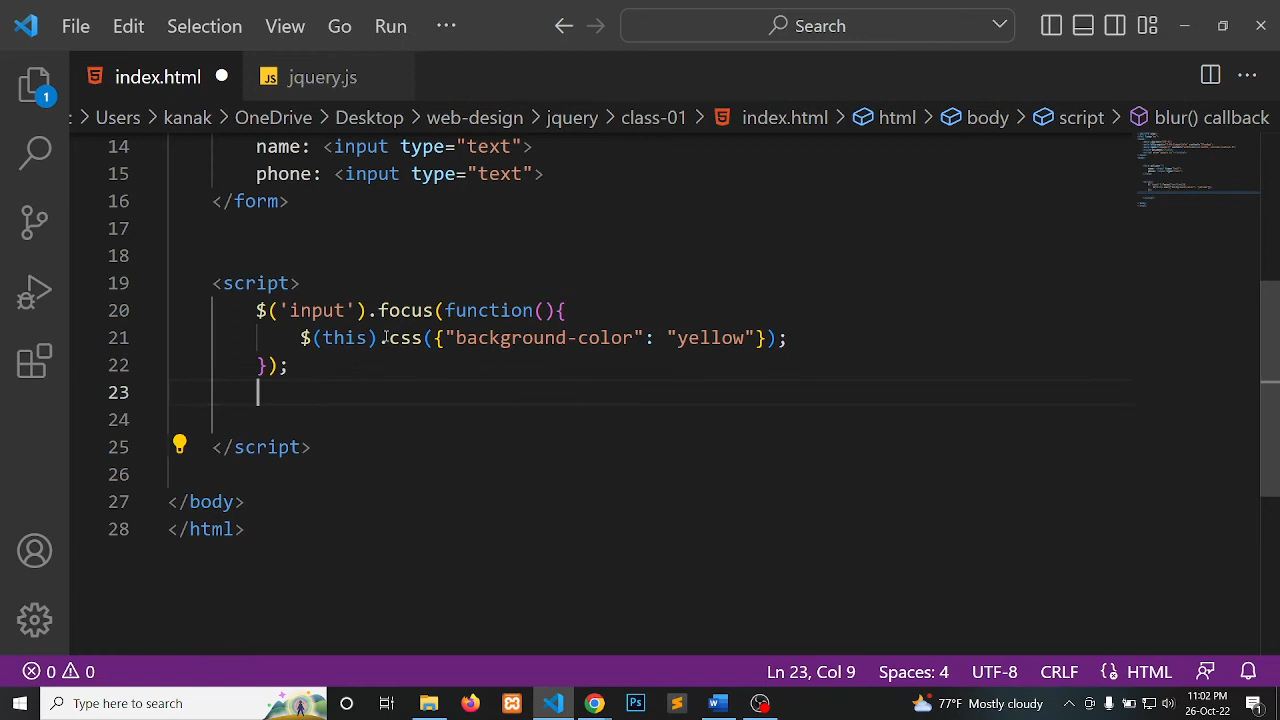 File Edit Selection View Go Run ··· Search
index.html jquery.js ···
1
: > Users > kanak > OneDrive > Desktop > web-design > jquery > class-01 > index.html > html > body > script > blur() callback
14 name: <input type="text">
15 phone: <input type="text">
16 </form>
17
18
19 <script>
20 $('input').focus(function(){
21 $(this).css({"background-color": "yellow"});
22 });
23
24
25 </script>
26
27 </body>
28 </html>
0 0 Ln 23, Col 9 Spaces: 4 UTF-8 CRLF HTML
Type here to search Ps W 77°F Mostly cloudy 11:02 PM
26-Oct-22 1